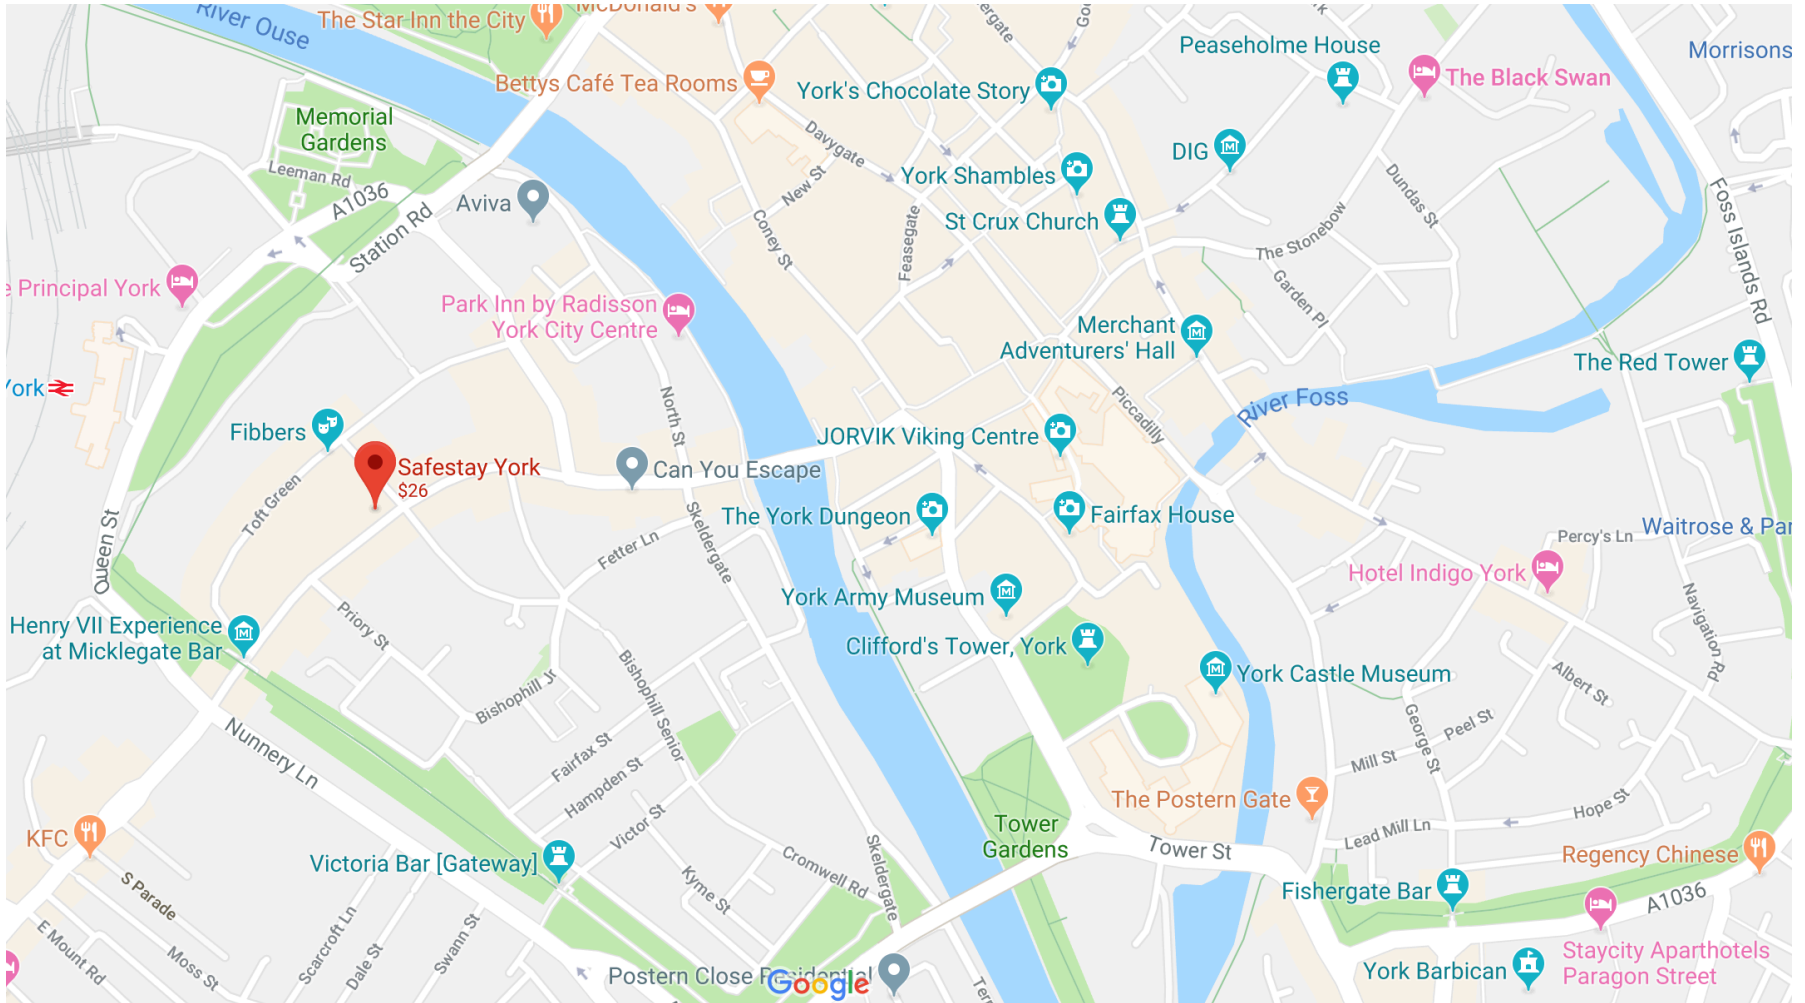 River Ouse
The Star Inn the City
McDonald's
Peaseholme House
Morrisons
Bettys Café Tea Rooms
York's Chocolate Story
The Black Swan
Memorial
Gardens
Davygate
DIG
Leeman Rd
A1036
Station Rd
Aviva
New St
York Shambles
Dundas St
Foss Islands Rd
Coney St
Feasegate
St Crux Church
The Stonebow
Garden Pl
e Principal York
Park Inn by Radisson
York City Centre
Merchant
Adventurers' Hall
The Red Tower
York
North St
Piccadilly
River Foss
Fibbers
JORVIK Viking Centre
Safestay York
$26
Can You Escape
Toft Green
Queen St
Skeldergate
The York Dungeon
Fairfax House
Fetter Ln
Percy's Ln
Waitrose & Par
Hotel Indigo York
York Army Museum
Navigation Rd
Henry VII Experience
at Micklegate Bar
Priory St
Clifford's Tower, York
York Castle Museum
Albert St
Bishophill Jr
Bishophill Senior
George St
Peel St
Nunnery Ln
Fairfax St
Hampden St
Mill St
Victor St
The Postern Gate
Hope St
KFC
Tower
Gardens
Lead Mill Ln
Tower St
Regency Chinese
Victoria Bar [Gateway]
Cromwell Rd
Skeldergate
Kyme St
Fishergate Bar
A1036
S Parade
E Mount Rd
Moss St
Scarcroft Ln
Dale St
Swann St
Staycity Aparthotels
Paragon Street
York Barbican
Postern Close Residential
Google